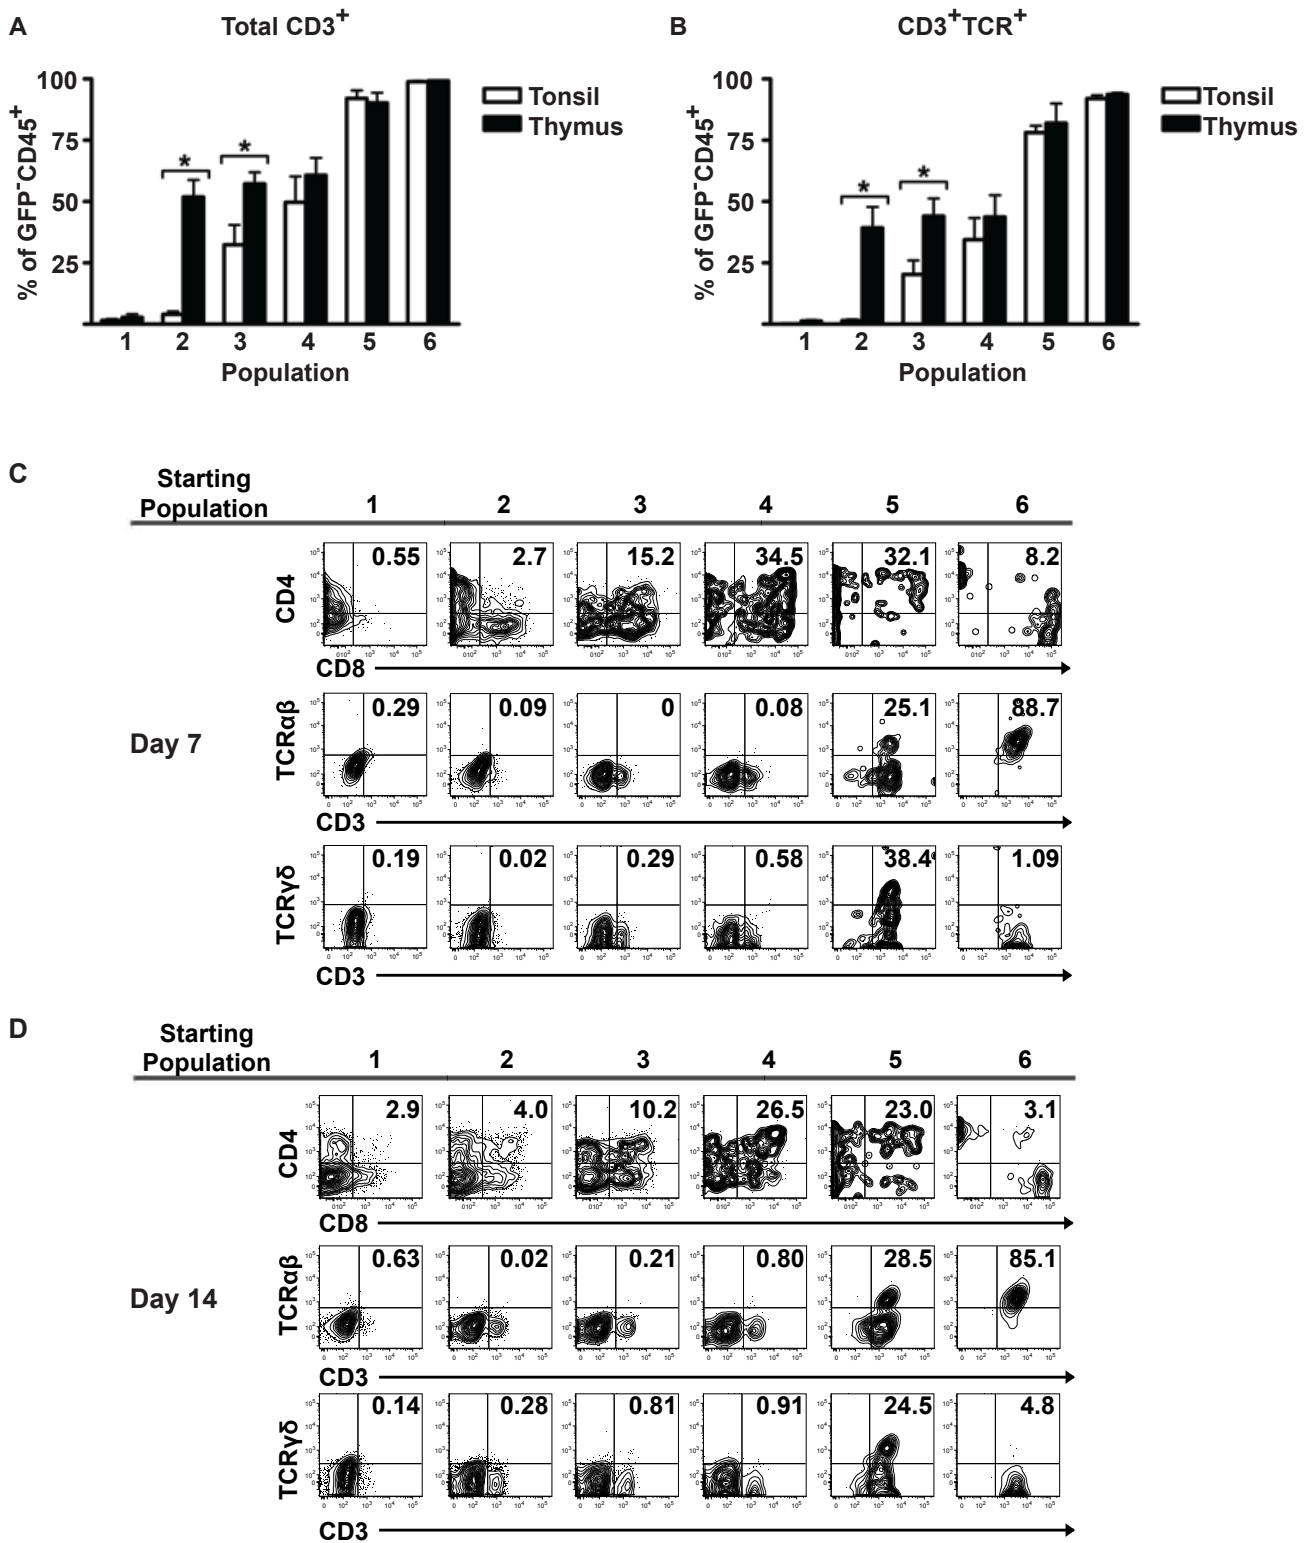 A
Total CD3+
B
CD3+TCR+
% of GFP-CD45+
100
75
50
25
*
*
Tonsil
Thymus
1 2 3 4 5 6
Population
% of GFP-CD45+
100
75
50
25
*
*
Tonsil
Thymus
1 2 3 4 5 6
Population
C
Starting
Population
1 2 3 4 5 6
Day 7
CD4
0.55 2.7 15.2 34.5 32.1 8.2
CD8
TCRαβ
0.29 0.09 0 0.08 25.1 88.7
CD3
TCRγδ
0.19 0.02 0.29 0.58 38.4 1.09
CD3
D
Starting
Population
1 2 3 4 5 6
Day 14
CD4
2.9 4.0 10.2 26.5 23.0 3.1
CD8
TCRαβ
0.63 0.02 0.21 0.80 28.5 85.1
CD3
TCRγδ
0.14 0.28 0.81 0.91 24.5 4.8
CD3